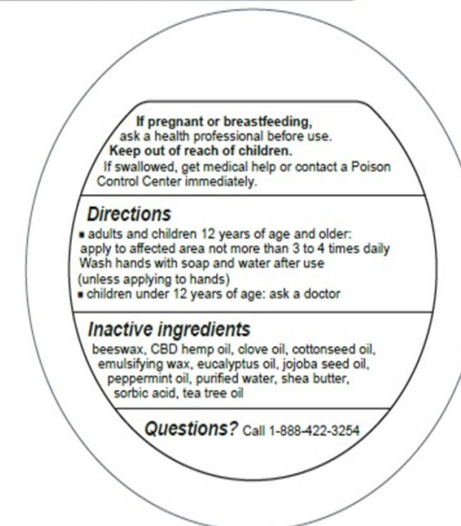 If pregnant or breastfeeding,
ask a health professional before use.
Keep out of reach of children.
If swallowed, get medical help or contact a Poison
Control Center immediately.
Directions
▪ adults and children 12 years of age and older:
apply to affected area not more than 3 to 4 times daily
Wash hands with soap and water after use
(unless applying to hands)
▪ children under 12 years of age: ask a doctor
Inactive ingredients
beeswax, CBD hemp oil, clove oil, cottonseed oil,
emulsifying wax, eucalyptus oil, jojoba seed oil,
peppermint oil, purified water, shea butter,
sorbic acid, tea tree oil
Questions? Call 1-888-422-3254